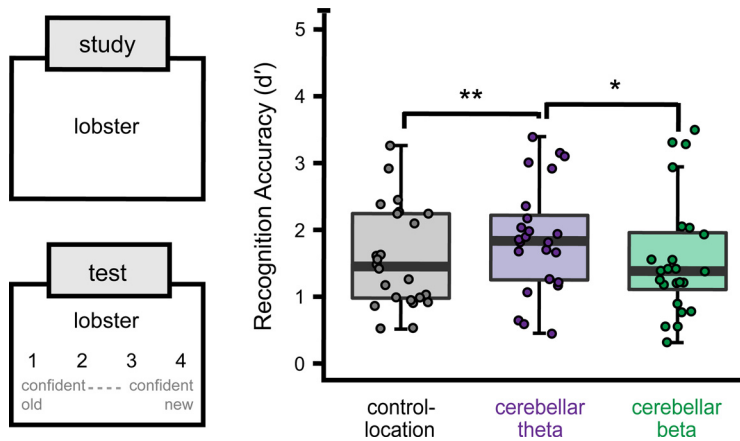 study
lobster
test
lobster
1 2 3 4
confident ---- confident
old new
Recognition Accuracy (d′)
5
4
3
2
1
0
**
*
control-
location
cerebellar
theta
cerebellar
beta